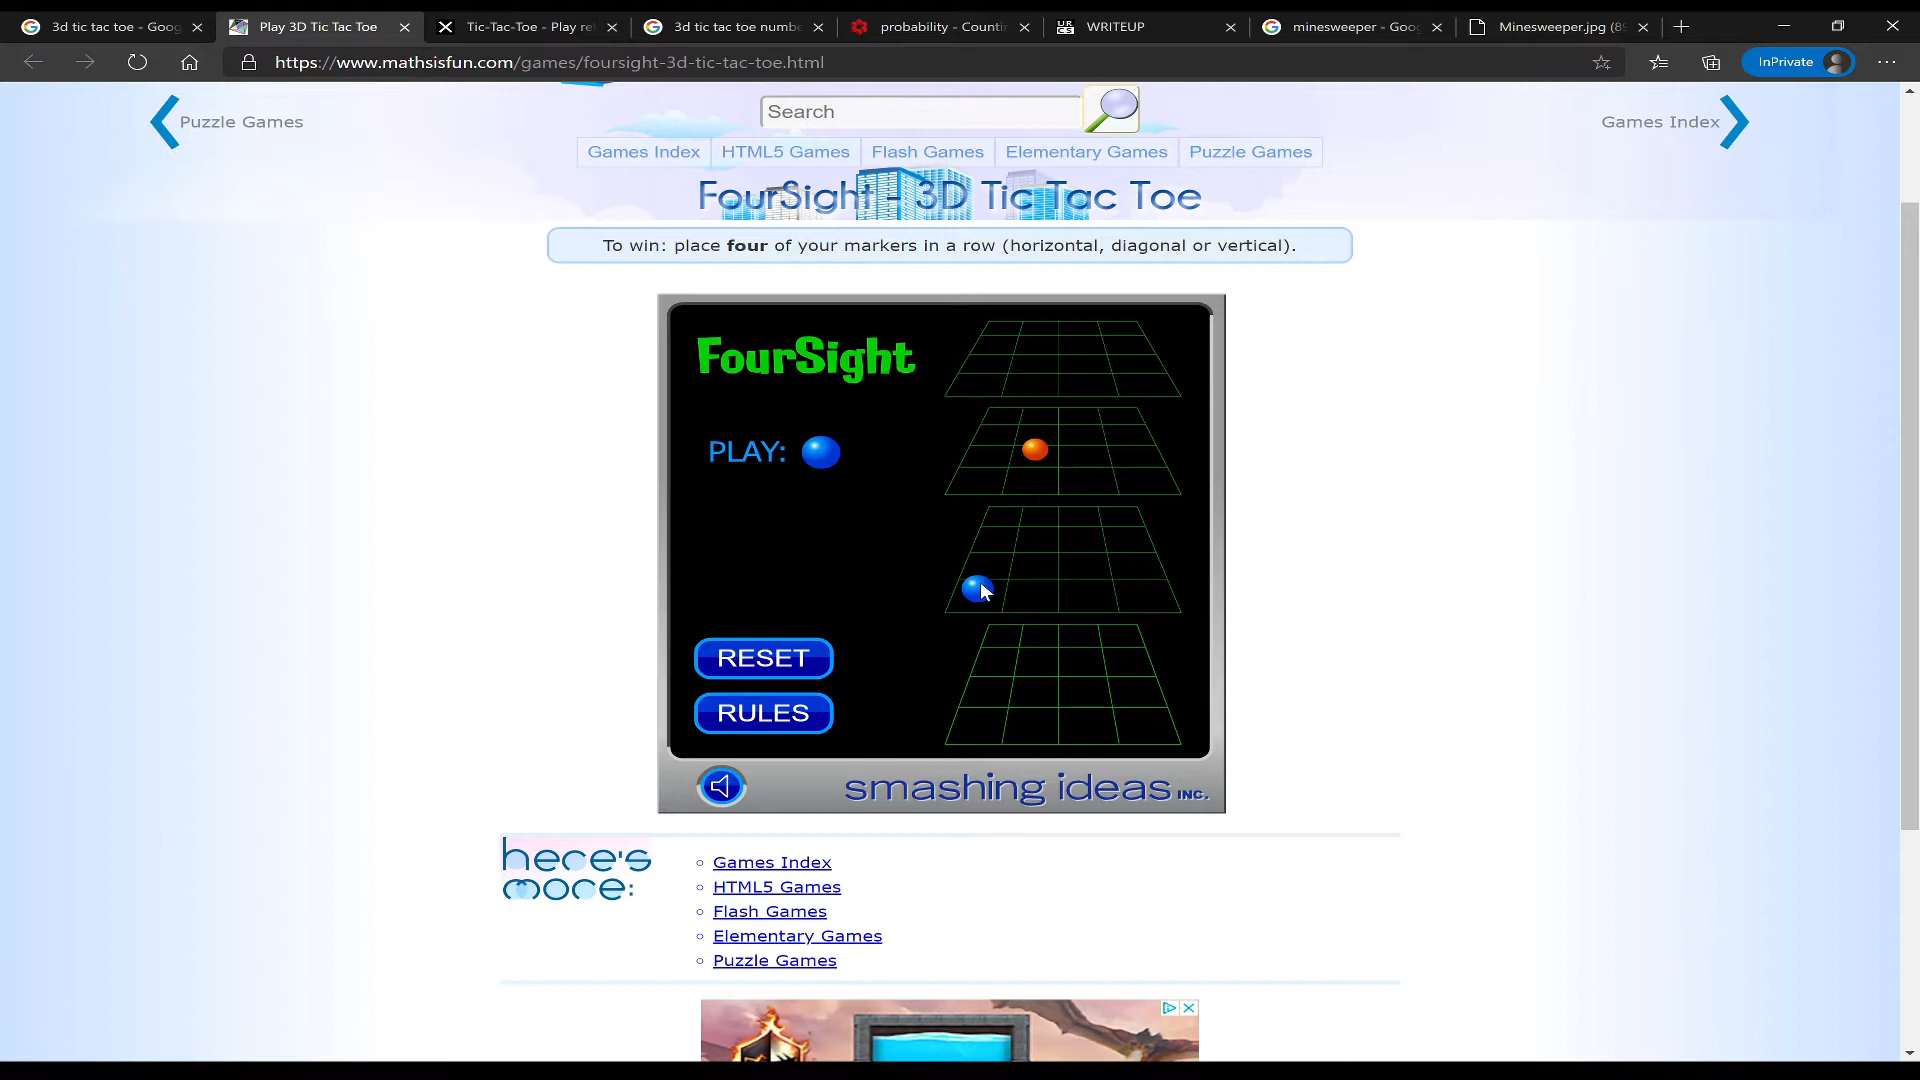 3d tic tac toe - Goog
Play 3D Tic Tac Toe
Tic-Tac-Toe - Play re
3d tic tac toe numbe
probability - Countin
UR CS
WRITEUP
minesweeper - Goog
Minesweeper.jpg (89
https://www.mathsisfun.com/games/foursight-3d-tic-tac-toe.html
InPrivate
Puzzle Games
Search
Games Index
Games Index
HTML5 Games
Flash Games
Elementary Games
Puzzle Games
FourSight - 3D Tic Tac Toe
To win: place four of your markers in a row (horizontal, diagonal or vertical).
FourSight
PLAY:
RESET
RULES
smashing ideas INC.
here's
more:
Games Index
HTML5 Games
Flash Games
Elementary Games
Puzzle Games